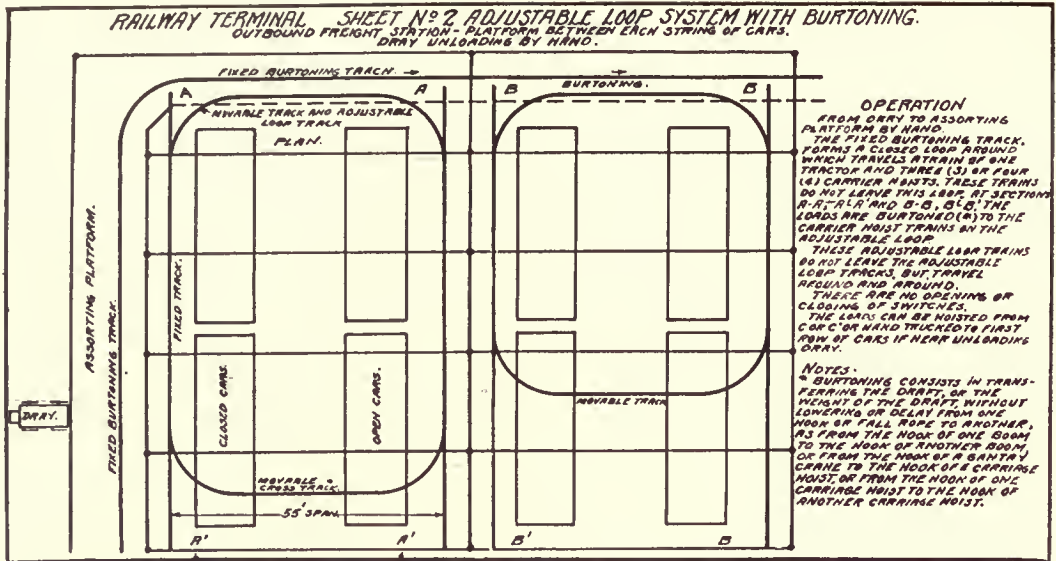 RAILWAY TERMINAL SHEET Nº 2 ADJUSTABLE LOOP SYSTEM WITH BURTONING.
OUTBOUND FREIGHT STATION - PLATFORM BETWEEN EACH STRING OF CARS.
DRAY UNLOADING BY HAND.
FIXED BURTONING TRACK →
BURTONING.
A
A
B
B
MOVABLE TRACK AND ADJUSTABLE
LOOP TRACK
PLAN.
ASSORTING PLATFORM.
FIXED BURTONING TRACK.
FIXED TRACK.
DRAY.
CLOSED CARS.
OPEN CARS.
MOVABLE
CROSS TRACK.
55' SPAN.
MOVABLE TRACK
A'
A'
B'
B
OPERATION
FROM DRAY TO ASSORTING
PLATFORM BY HAND.
THE FIXED BURTONING TRACK,
FORMS A CLOSED LOOP AROUND
WHICH TRAVELS A TRAIN OF ONE
TRACTOR AND THREE (3) OR FOUR
(4) CARRIER HOISTS. THESE TRAINS
DO NOT LEAVE THIS LOOP. AT SECTIONS
A-A, A'-A' AND B-B, B'-B', THE
LOADS ARE BURTONED (*) TO THE
CARRIER HOIST TRAINS ON THE
ADJUSTABLE LOOP
THESE ADJUSTABLE LOOP TRAINS
DO NOT LEAVE THE ADJUSTABLE
LOOP TRACKS, BUT, TRAVEL
AROUND AND AROUND.
THERE ARE NO OPENING OR
CLOSING OF SWITCHES.
THE LOADS CAN BE HOISTED FROM
C OR C' OR HAND TRUCKED TO FIRST
ROW OF CARS IF NEAR UNLOADING
DRAY.
NOTES-
* BURTONING CONSISTS IN TRANS-
FERRING THE DRAFT, OR THE
WEIGHT OF THE DRAFT, WITHOUT
LOWERING OR DELAY FROM ONE
HOOK OR FALL ROPE TO ANOTHER,
AS FROM THE HOOK OF ONE BOOM
TO THE HOOK OF ANOTHER BOOM
OR FROM THE HOOK OF A GANTRY
CRANE TO THE HOOK OF A CARRIAGE
HOIST, OR FROM THE HOOK OF ONE
CARRIAGE HOIST TO THE HOOK OF
ANOTHER CARRIAGE HOIST.